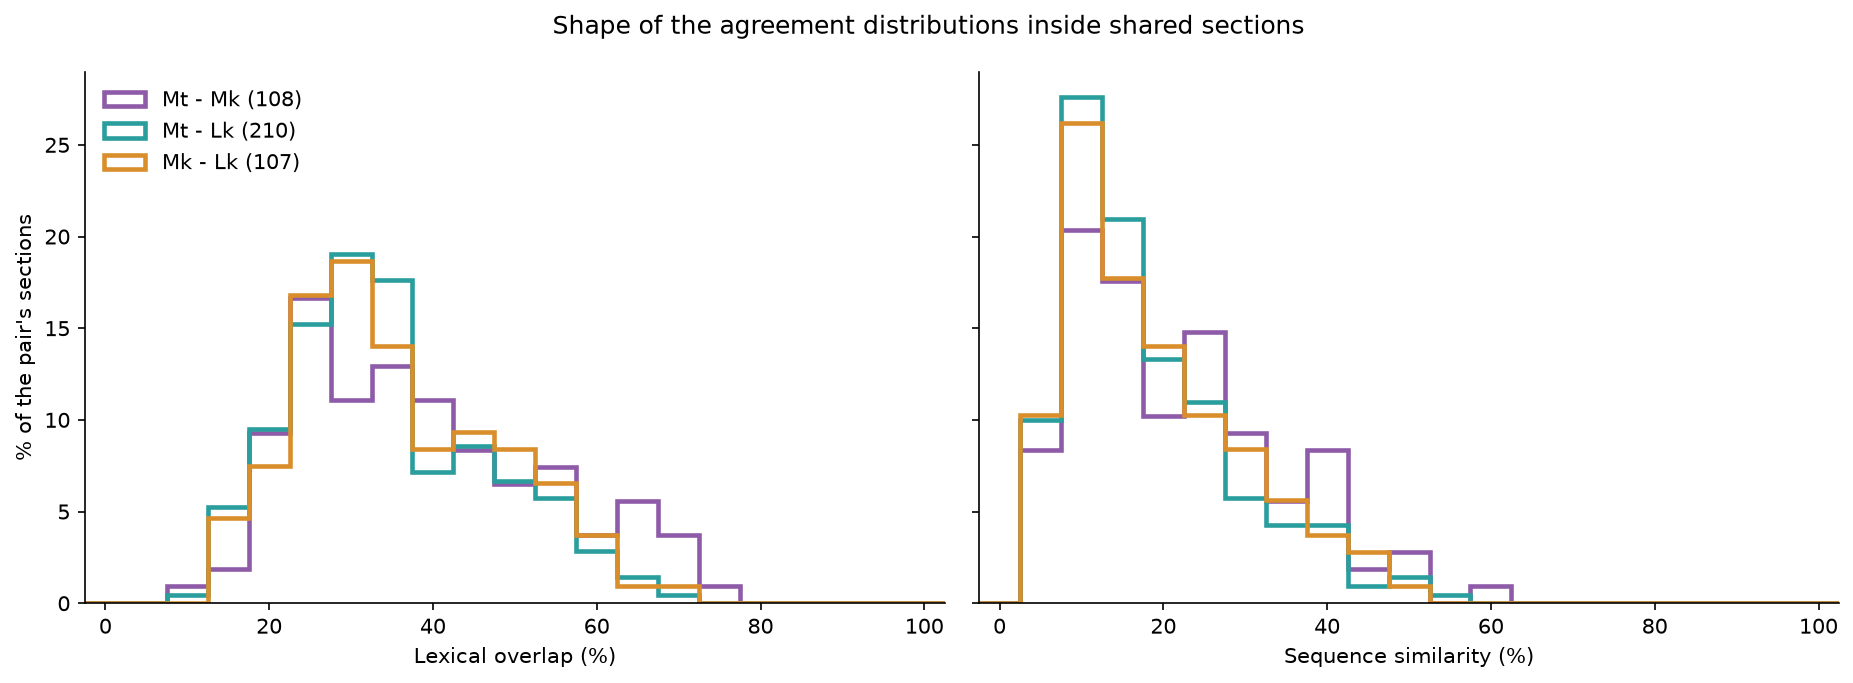 Shape of the agreement distributions inside shared sections
Mt - Mk (108)
Mt - Lk (210)
Mk - Lk (107)
% of the pair's sections
25
20
15
10
5
0
0 20 40 60 80 100
Lexical overlap (%)
0 20 40 60 80 100
Sequence similarity (%)